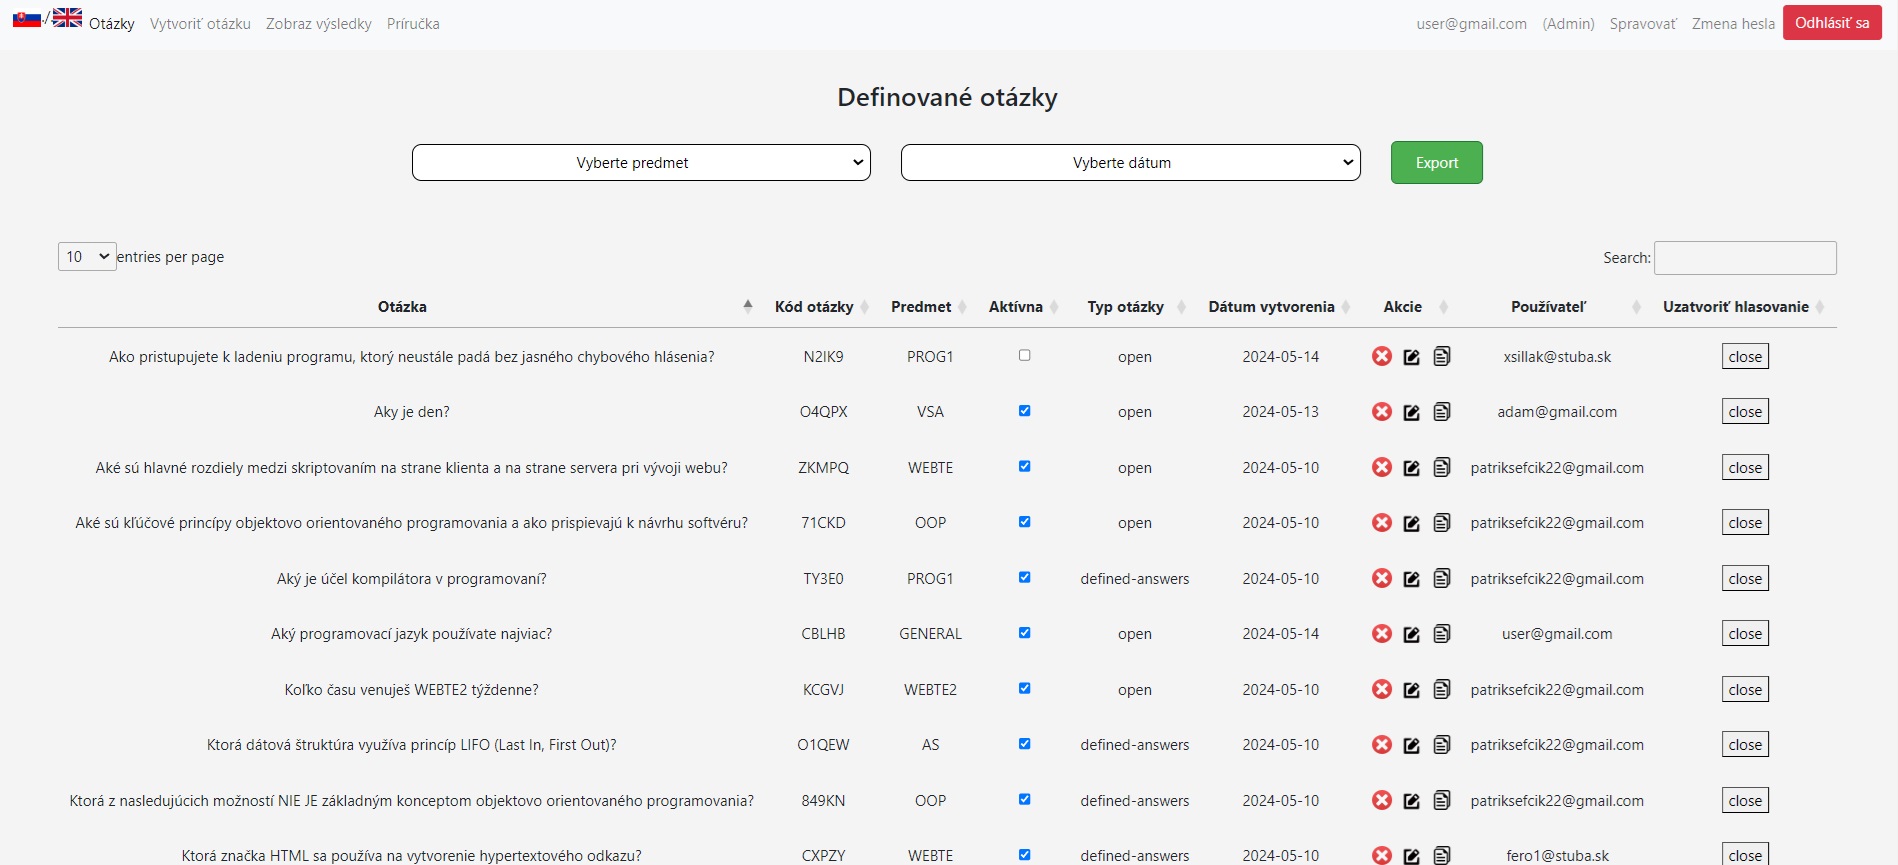 / Otázky Vytvoriť otázku Zobraz výsledky Príručka user@gmail.com (Admin) Spravovať Zmena hesla Odhlásiť sa
Definované otázky
Vyberte predmet Vyberte dátum Export
10 entries per page Search:
Otázka Kód otázky Predmet Aktívna Typ otázky Dátum vytvorenia Akcie Používateľ Uzatvoriť hlasovanie
Ako pristupujete k ladeniu programu, ktorý neustále padá bez jasného chybového hlásenia? N2IK9 PROG1 open 2024-05-14 xsillak@stuba.sk close
Aky je den? O4QPX VSA open 2024-05-13 adam@gmail.com close
Aké sú hlavné rozdiely medzi skriptovaním na strane klienta a na strane servera pri vývoji webu? ZKMPQ WEBTE open 2024-05-10 patriksefcik22@gmail.com close
Aké sú kľúčové princípy objektovo orientovaného programovania a ako prispievajú k návrhu softvéru? 71CKD OOP open 2024-05-10 patriksefcik22@gmail.com close
Aký je účel kompilátora v programovaní? TY3E0 PROG1 defined-answers 2024-05-10 patriksefcik22@gmail.com close
Aký programovací jazyk používate najviac? CBLHB GENERAL open 2024-05-14 user@gmail.com close
Koľko času venuješ WEBTE2 týždenne? KCGVJ WEBTE2 open 2024-05-10 patriksefcik22@gmail.com close
Ktorá dátová štruktúra využíva princíp LIFO (Last In, First Out)? O1QEW AS defined-answers 2024-05-10 patriksefcik22@gmail.com close
Ktorá z nasledujúcich možností NIE JE základným konceptom objektovo orientovaného programovania? 849KN OOP defined-answers 2024-05-10 patriksefcik22@gmail.com close
Ktorá značka HTML sa používa na vytvorenie hypertextového odkazu? CXPZY WEBTE defined-answers 2024-05-10 fero1@stuba.sk close